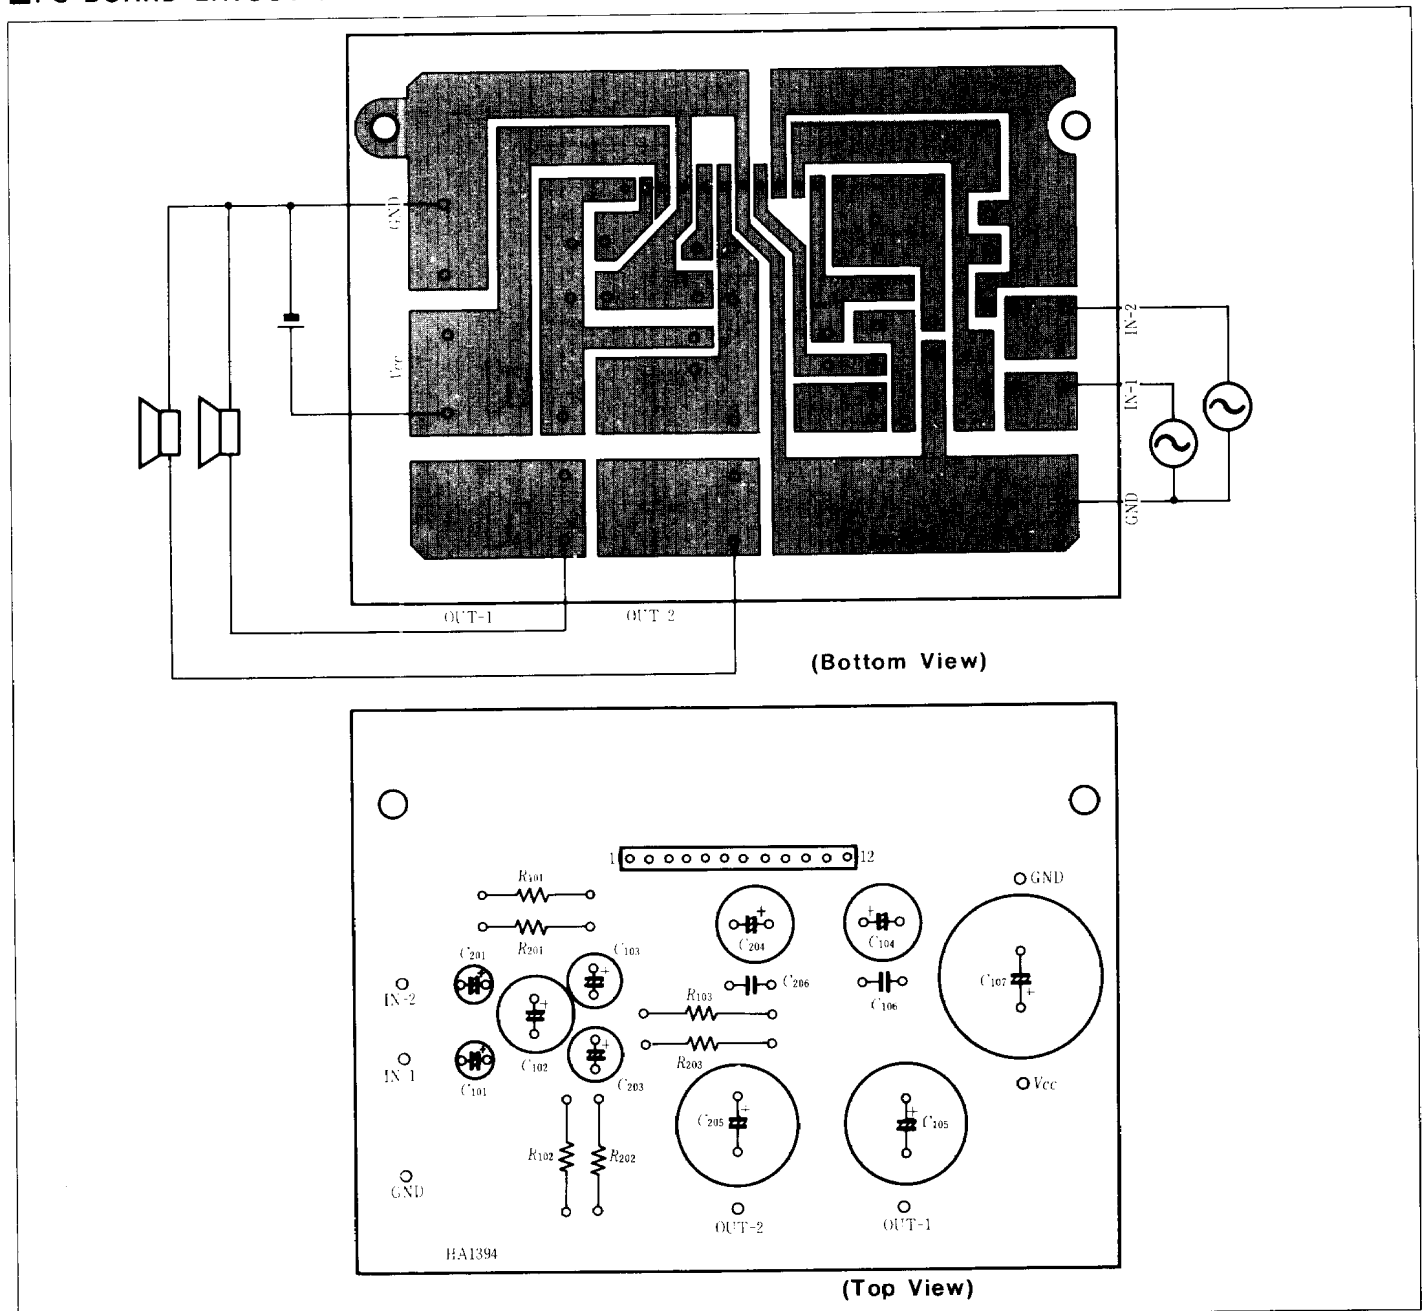 GND
Vcc
IN-2
IN-1
GND
OUT-1
OUT 2
(Bottom View)
1
12
R101
GND
C204
C104
R201
C103
C201
C107
IN-2
C206
R103
C106
C102
IN 1
C101
R203
C203
Vcc
C205
C105
R102
R202
GND
OUT-2
OUT-1
HA1394
(Top View)